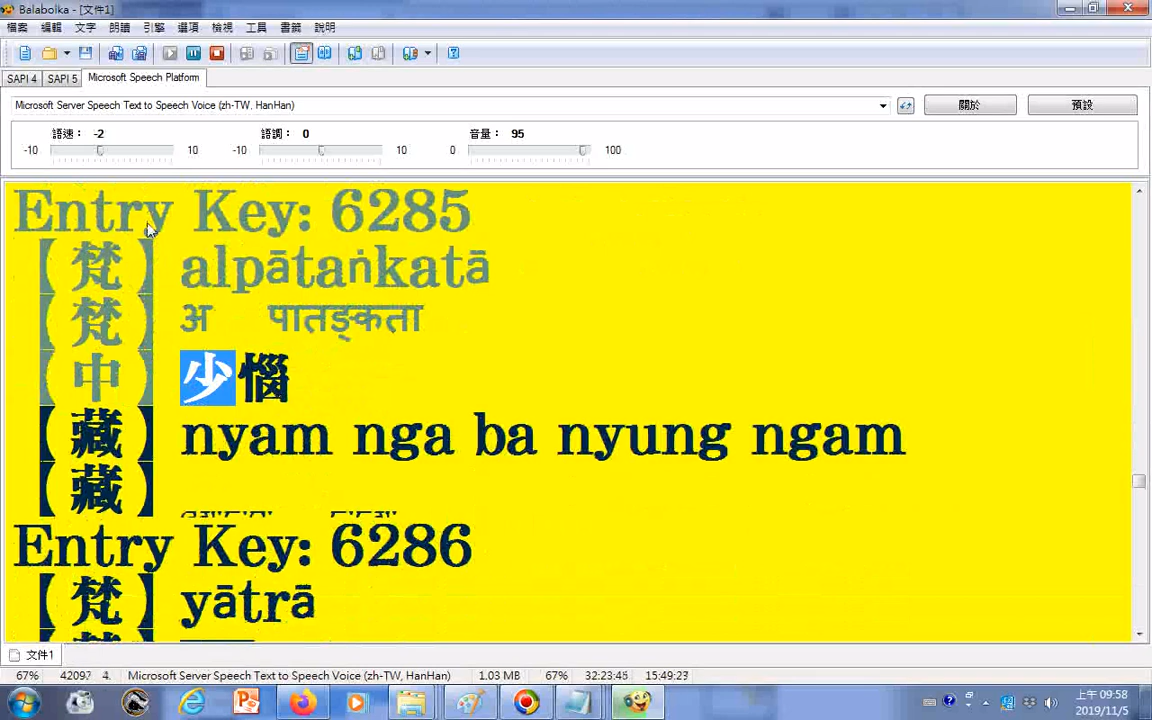 Balabolka - [文件1]
檔案 編輯 文字 朗讀 引擎 選項 檢視 工具 書籤 說明
SAPI 4 SAPI 5 Microsoft Speech Platform
Microsoft Server Speech Text to Speech Voice (zh-TW, HanHan) 關於 預設
語速： -2 語調： 0 音量： 95
-10 10 -10 10 0 100
Entry Key: 6285
【梵】 alpātaṅkatā
【梵】 अ पातङ्कता
【中】 少惱
【藏】 nyam nga ba nyung ngam
【藏】
Entry Key: 6286
【梵】 yātrā
文件1
67% 42097 4. Microsoft Server Speech Text to Speech Voice (zh-TW, HanHan) 1.03 MB 67% 32:23:45 15:49:23
上午 09:58
2019/11/5